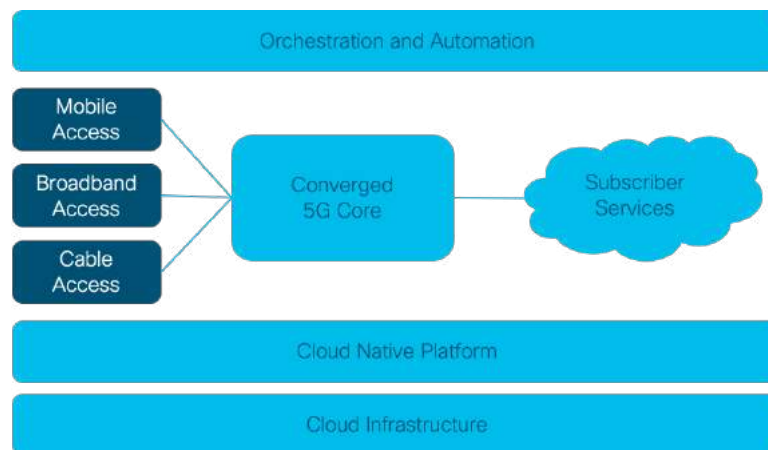 Orchestration and Automation
Mobile
Access
Broadband
Access
Cable
Access
Converged
5G Core
Subscriber
Services
Cloud Native Platform
Cloud Infrastructure